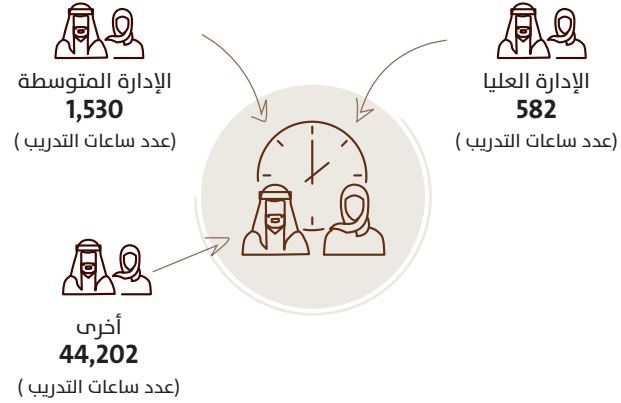 الإدارة العليا
582
(عدد ساعات التدريب )
الإدارة المتوسطة
1,530
(عدد ساعات التدريب )
أخرى
44,202
(عدد ساعات التدريب )